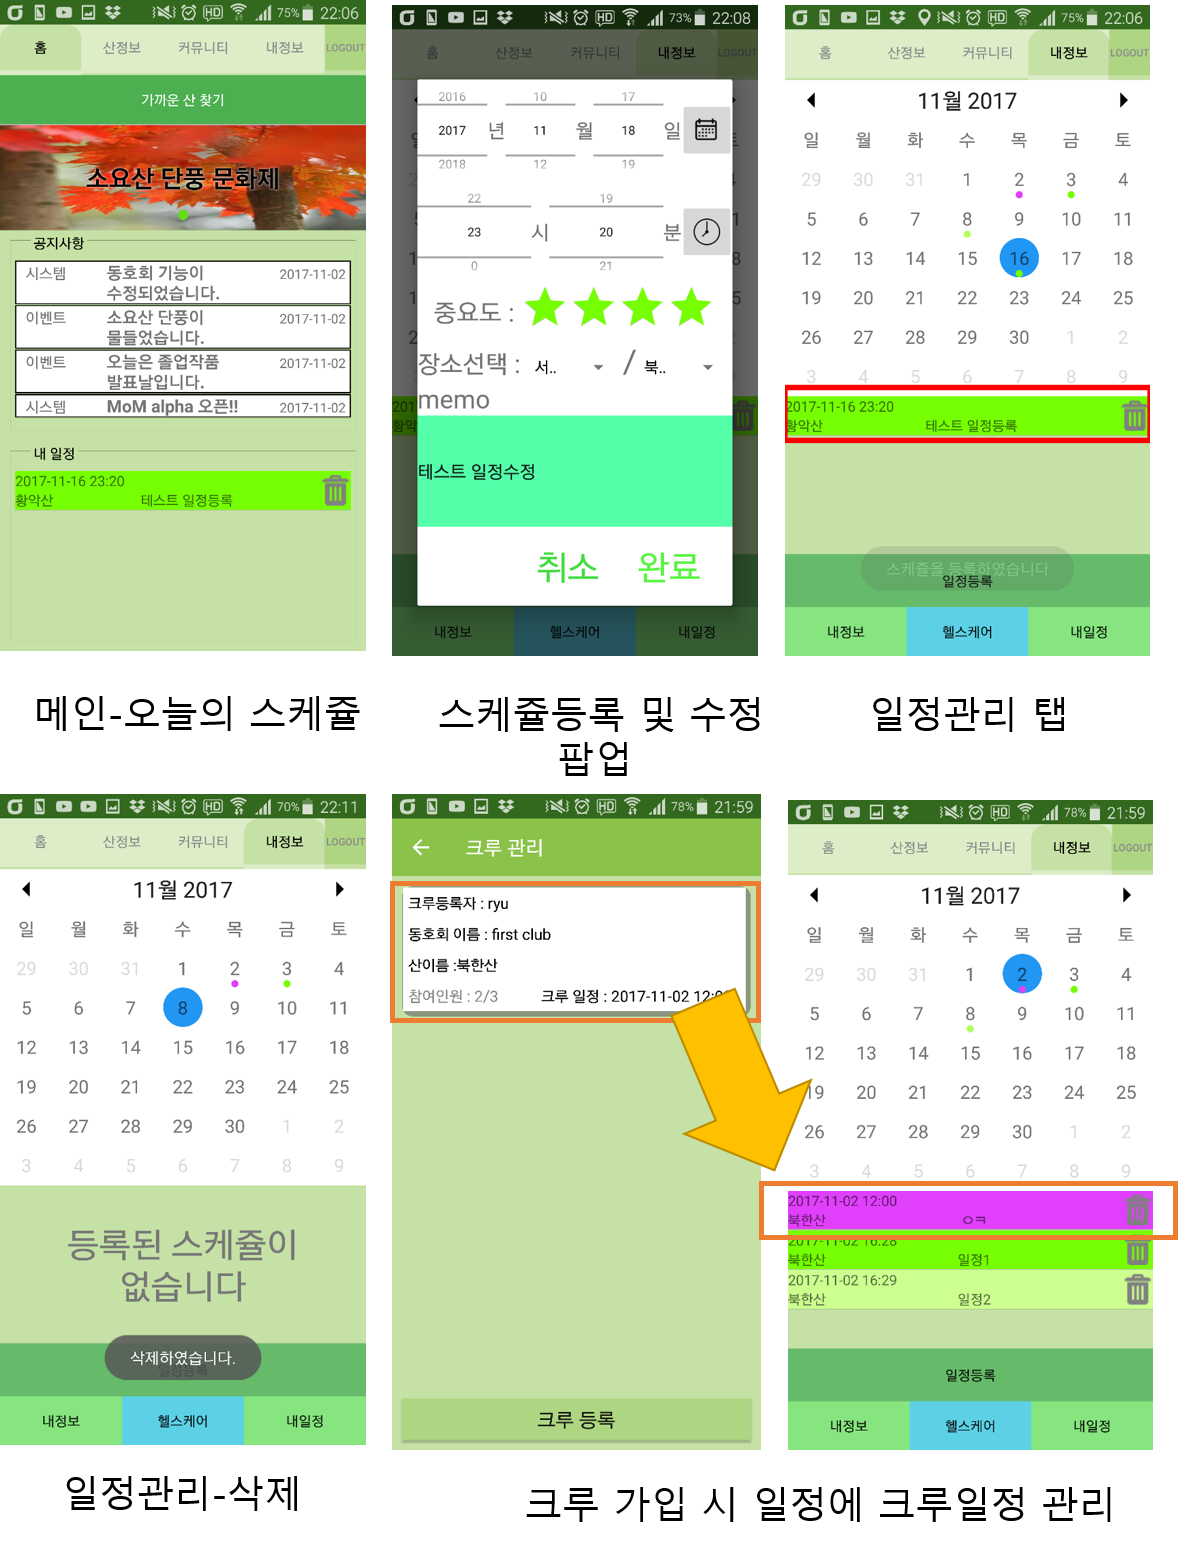 75% 22:06
홈 산정보 커뮤니티 내정보 LOGOUT
가까운 산 찾기
소요산 단풍 문화제
공지사항
시스템 동호회 기능이 2017-11-02
수정되었습니다.
이벤트 소요산 단풍이 2017-11-02
물들었습니다.
이벤트 오늘은 졸업작품 2017-11-02
발표날입니다.
시스템 MoM alpha 오픈!! 2017-11-02
내 일정
2017-11-16 23:20
황악산 테스트 일정등록
메인-오늘의 스케쥴
HD 73% 22:08
홈 산정보 커뮤니티 내정보 LOGOUT
2016 10 17
2017 년 11 월 18 일
2018 12 19
22 19
23 시 20 분
0 21
중요도 :
장소선택 : 서.. / 북..
memo
테스트 일정수정
취소 완료
내정보 헬스케어 내일정
스케쥴등록 및 수정
팝업
HD 75% 22:06
홈 산정보 커뮤니티 내정보 LOGOUT
11월 2017
일 월 화 수 목 금 토
29 30 31 1 2 3 4
5 6 7 8 9 10 11
12 13 14 15 16 17 18
19 20 21 22 23 24 25
26 27 28 29 30 1 2
3 4 5 6 7 8 9
2017-11-16 23:20
황악산 테스트 일정등록
스케쥴을 등록하였습니다
일정등록
내정보 헬스케어 내일정
일정관리 탭
HD 70% 22:11
홈 산정보 커뮤니티 내정보 LOGOUT
11월 2017
일 월 화 수 목 금 토
29 30 31 1 2 3 4
5 6 7 8 9 10 11
12 13 14 15 16 17 18
19 20 21 22 23 24 25
26 27 28 29 30 1 2
3 4 5 6 7 8 9
등록된 스케쥴이
없습니다
삭제하였습니다.
일정등록
내정보 헬스케어 내일정
일정관리-삭제
HD 78% 21:59
크루 관리
크루등록자 : ryu
동호회 이름 : first club
산이름 :북한산
참여인원 : 2/3 크루 일정 : 2017-11-02 12:0
크루 등록
HD 78% 21:59
홈 산정보 커뮤니티 내정보 LOGOUT
11월 2017
일 월 화 수 목 금 토
29 30 31 1 2 3 4
5 6 7 8 9 10 11
12 13 14 15 16 17 18
19 20 21 22 23 24 25
26 27 28 29 30 1 2
3 4 5 6 7 8 9
2017-11-02 12:00
북한산 ㅇㅋ
2017-11-02 16:28
북한산 일정1
2017-11-02 16:29
북한산 일정2
일정등록
내정보 헬스케어 내일정
크루 가입 시 일정에 크루일정 관리